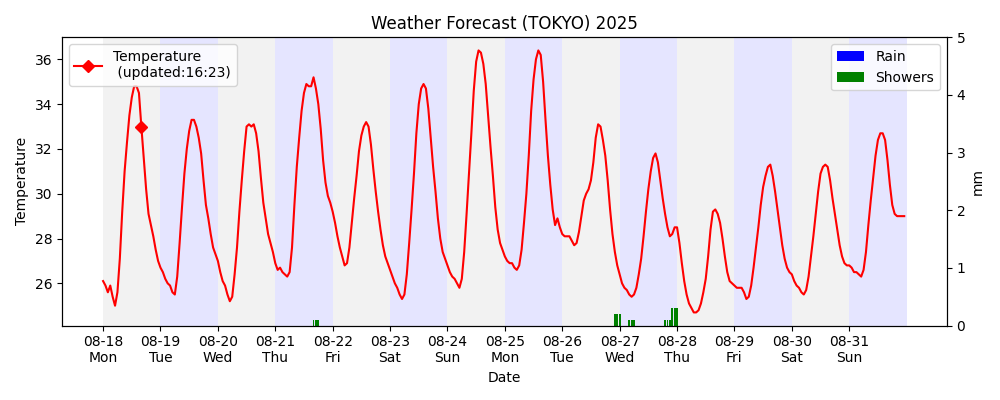 Weather Forecast (TOKYO) 2025
Temperature
(updated:16:23)
Rain
Showers
Temperature
36
34
32
30
28
26
5
4
3
2
1
0
mm
08-18 08-19 08-20 08-21 08-22 08-23 08-24 08-25 08-26 08-27 08-28 08-29 08-30 08-31
Mon Tue Wed Thu Fri Sat Sun Mon Tue Wed Thu Fri Sat Sun
Date